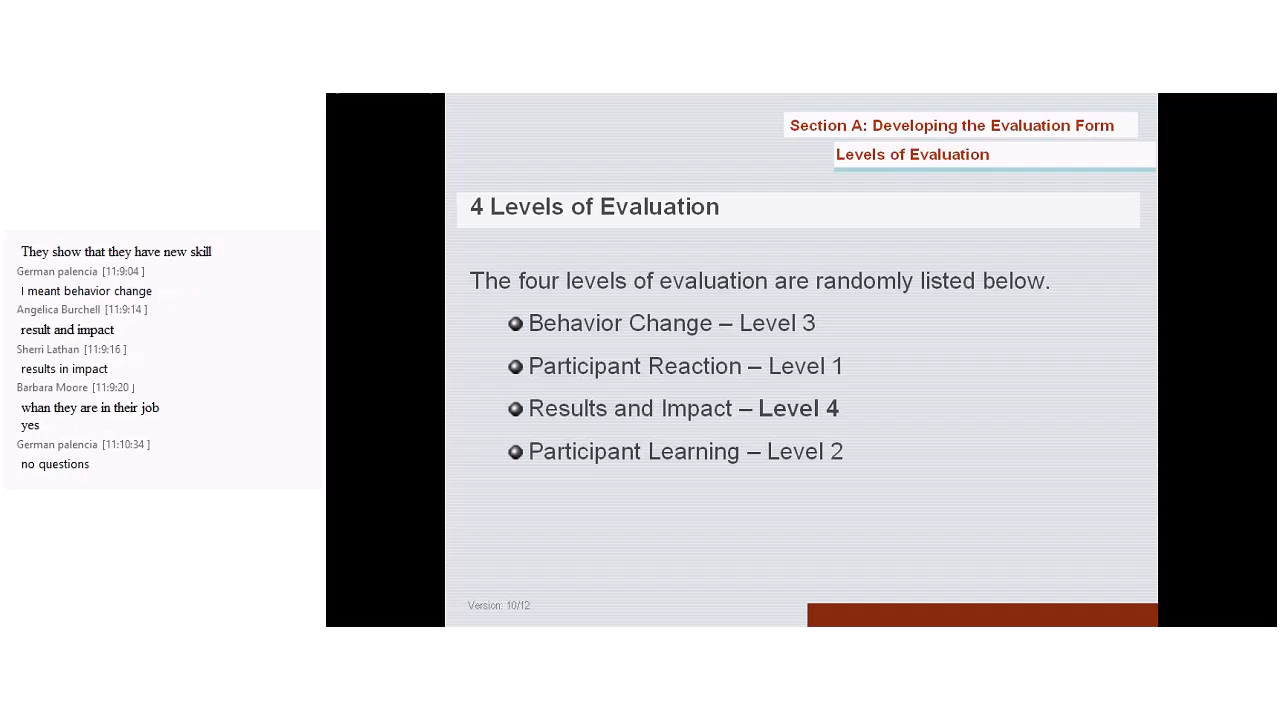 They show that they have new skill
German palencia [11:9:04 ]
I meant behavior change
Angelica Burchell [11:9:14 ]
result and impact
Sherri Lathan [11:9:16 ]
results in impact
Barbara Moore [11:9:20 ]
whan they are in their job
yes
German palencia [11:10:34 ]
no questions
Section A: Developing the Evaluation Form
Levels of Evaluation
4 Levels of Evaluation
The four levels of evaluation are randomly listed below.
Behavior Change – Level 3
Participant Reaction – Level 1
Results and Impact – Level 4
Participant Learning – Level 2
Version: 10/12